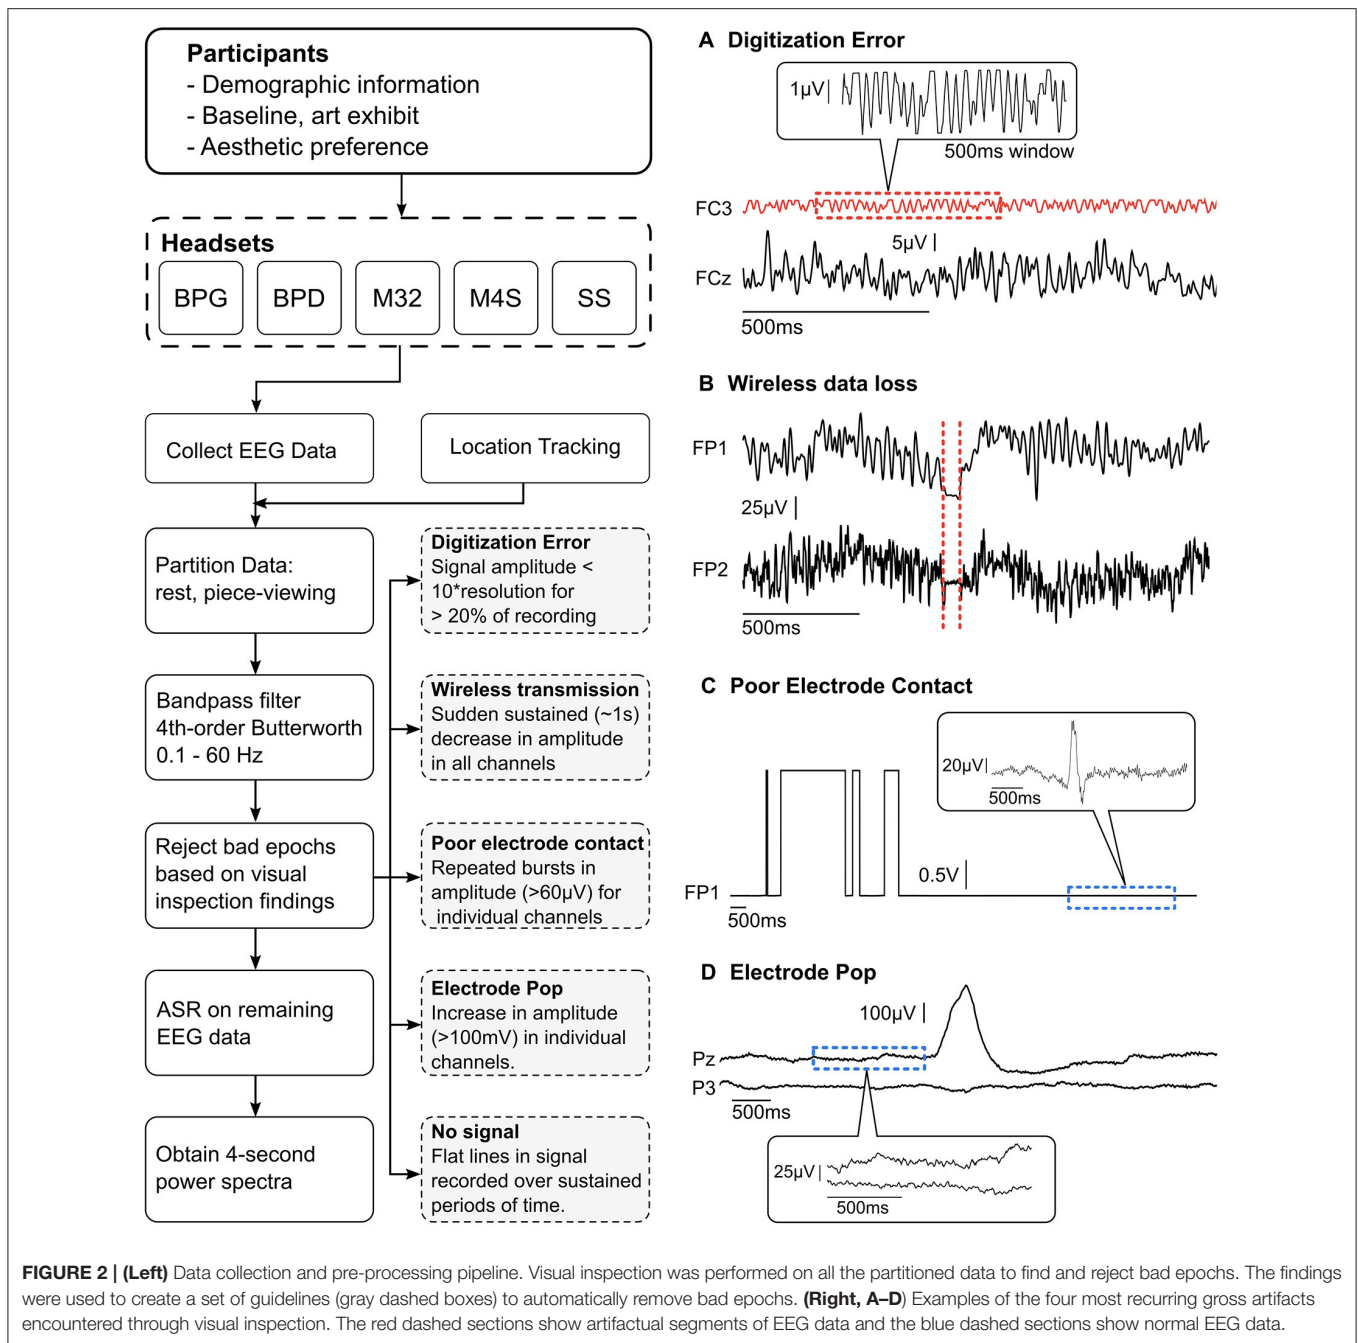 Participants
- Demographic information
- Baseline, art exhibit
- Aesthetic preference
Headsets
BPG
BPD
M32
M4S
SS
Collect EEG Data
Location Tracking
Partition Data:
rest, piece-viewing
Bandpass filter
4th-order Butterworth
0.1 - 60 Hz
Reject bad epochs
based on visual
inspection findings
ASR on remaining
EEG data
Obtain 4-second
power spectra
Digitization Error
Signal amplitude <
10*resolution for
> 20% of recording
Wireless transmission
Sudden sustained (~1s)
decrease in amplitude
in all channels
Poor electrode contact
Repeated bursts in
amplitude (>60µV) for
individual channels
Electrode Pop
Increase in amplitude
(>100mV) in individual
channels.
No signal
Flat lines in signal
recorded over sustained
periods of time.
A Digitization Error
1µV
500ms window
FC3
5µV
FCz
500ms
B Wireless data loss
FP1
25µV
FP2
500ms
C Poor Electrode Contact
20µV
500ms
0.5V
FP1
500ms
D Electrode Pop
100µV
Pz
P3
500ms
25µV
500ms
FIGURE 2 | (Left) Data collection and pre-processing pipeline. Visual inspection was performed on all the partitioned data to find and reject bad epochs. The findings
were used to create a set of guidelines (gray dashed boxes) to automatically remove bad epochs. (Right, A–D) Examples of the four most recurring gross artifacts
encountered through visual inspection. The red dashed sections show artifactual segments of EEG data and the blue dashed sections show normal EEG data.